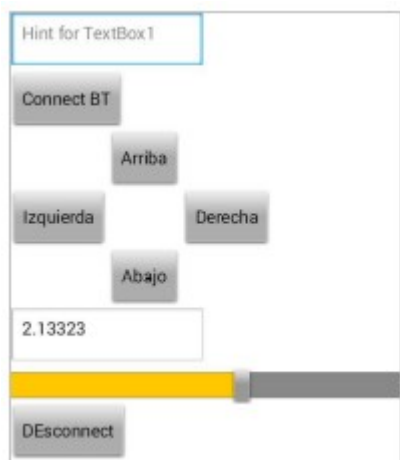 Hint for TextBox1
Connect BT
Arriba
Izquierda Derecha
Abajo
2.13323
DEsconnect